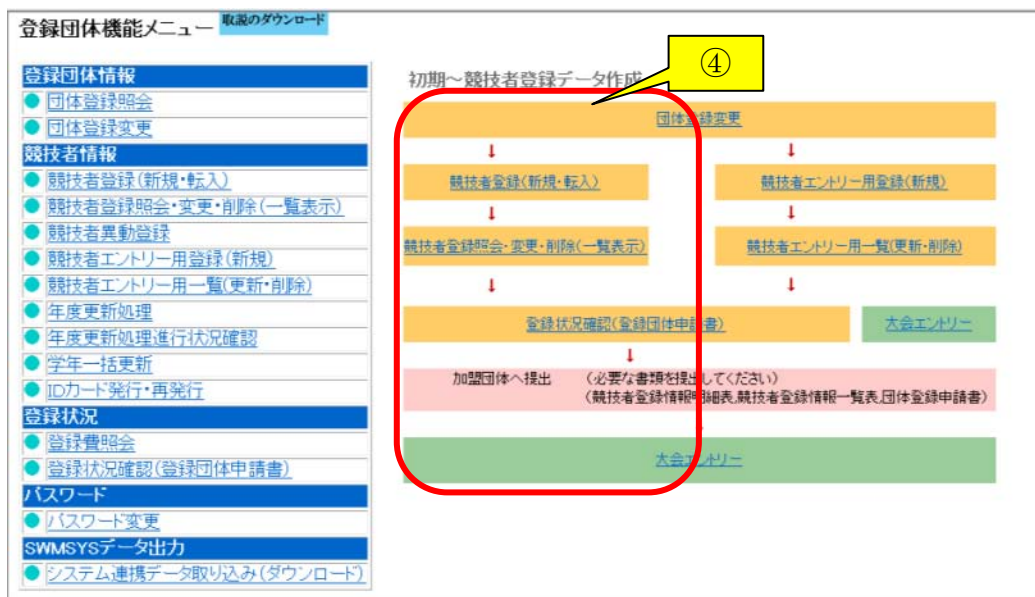 登録団体機能メニュー 取説のダウンロード
登録団体情報
団体登録照会
団体登録変更
競技者情報
競技者登録(新規・転入)
競技者登録照会・変更・削除(一覧表示)
競技者異動登録
競技者エントリー用登録(新規)
競技者エントリー用一覧(更新・削除)
年度更新処理
年度更新処理進行状況確認
学年一括更新
IDカード発行・再発行
登録状況
登録費照会
登録状況確認(登録団体申請書)
パスワード
パスワード変更
SWMSYSデータ出力
システム連携データ取り込み(ダウンロード)
初期～競技者登録データ作成
④
団体登録変更
競技者登録(新規・転入) 競技者エントリー用登録(新規)
競技者登録照会・変更・削除(一覧表示) 競技者エントリー用一覧(更新・削除)
登録状況確認(登録団体申請書) 大会エントリー
加盟団体へ提出 (必要な書類を提出してください)
(競技者登録情報明細表,競技者登録情報一覧表,団体登録申請書)
大会エントリー